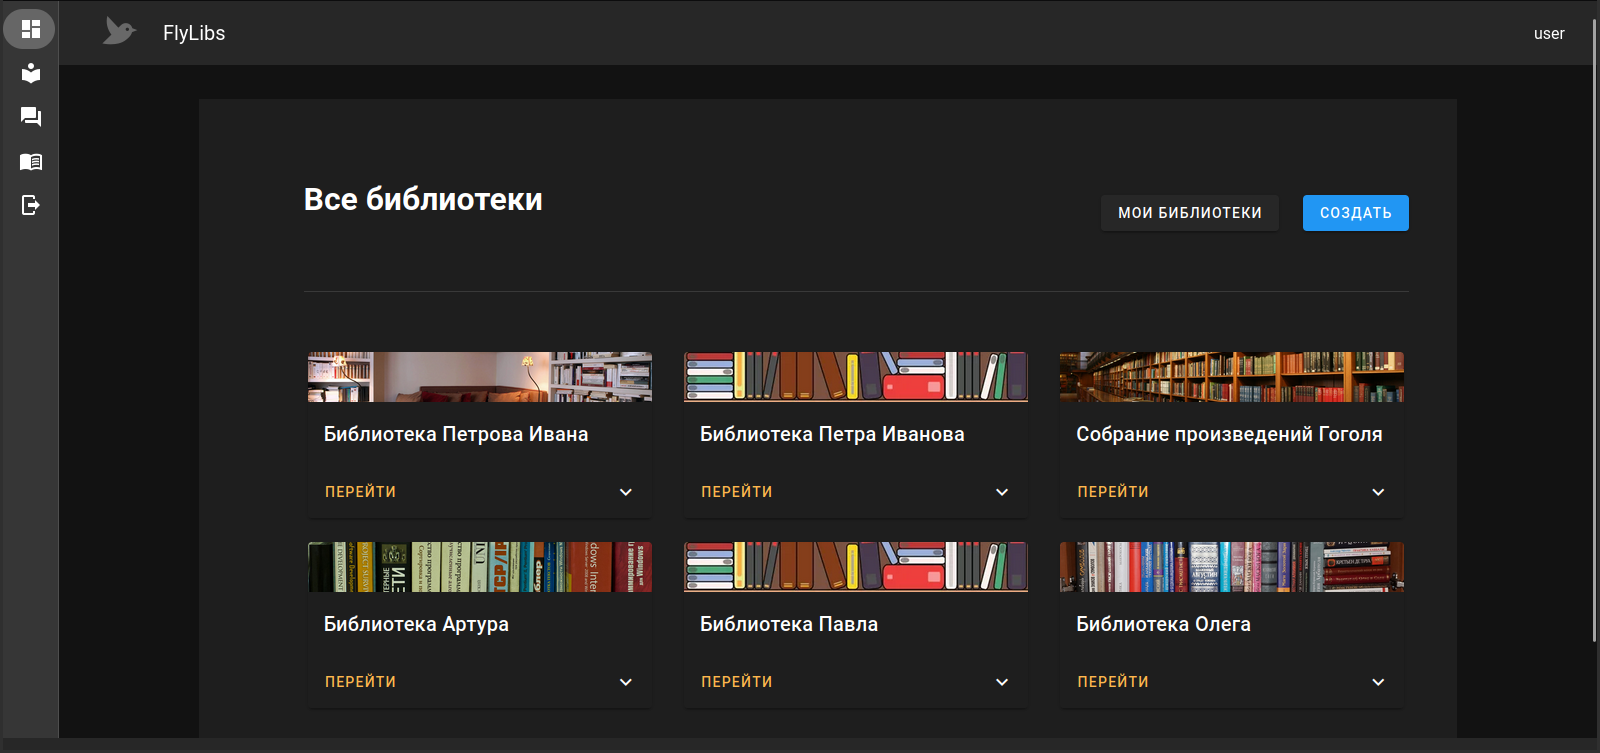 FlyLibs
user
Все библиотеки
МОИ БИБЛИОТЕКИ
СОЗДАТЬ
Библиотека Петрова Ивана
Библиотека Петра Иванова
Собрание произведений Гоголя
ПЕРЕЙТИ
ПЕРЕЙТИ
ПЕРЕЙТИ
Библиотека Артура
Библиотека Павла
Библиотека Олега
ПЕРЕЙТИ
ПЕРЕЙТИ
ПЕРЕЙТИ